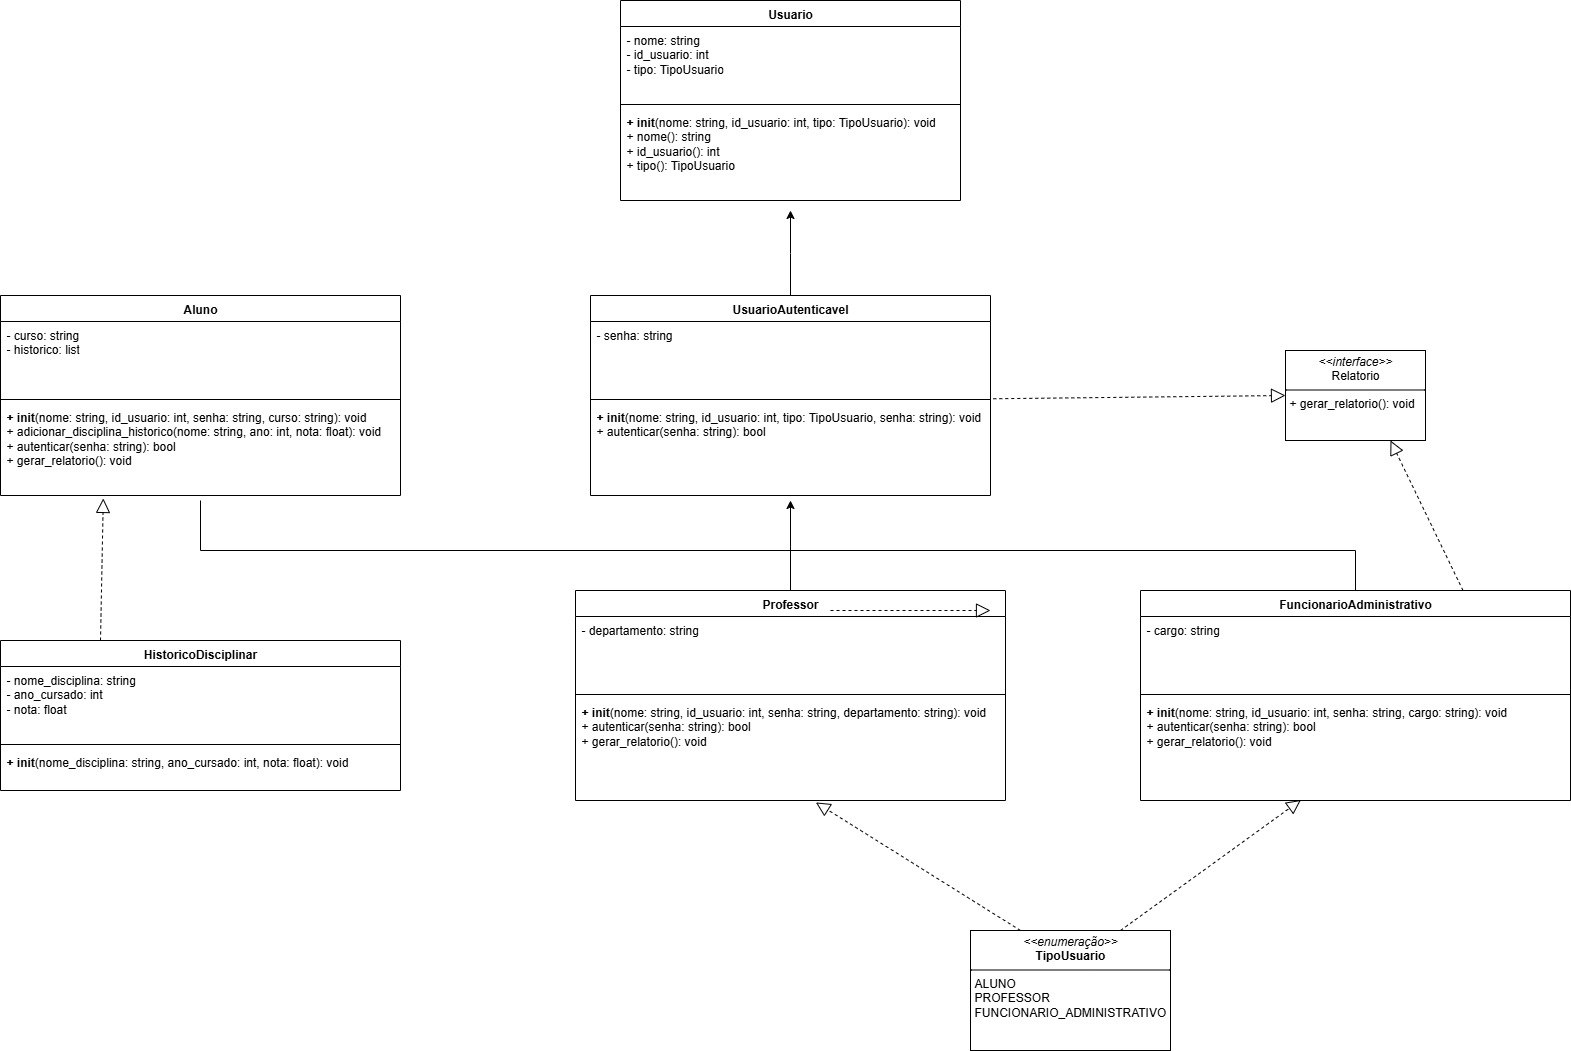 Usuario
- nome: string
- id_usuario: int
- tipo: TipoUsuario
+ init(nome: string, id_usuario: int, tipo: TipoUsuario): void
+ nome(): string
+ id_usuario(): int
+ tipo(): TipoUsuario
Aluno
- curso: string
- historico: list
+ init(nome: string, id_usuario: int, senha: string, curso: string): void
+ adicionar_disciplina_historico(nome: string, ano: int, nota: float): void
+ autenticar(senha: string): bool
+ gerar_relatorio(): void
UsuarioAutenticavel
- senha: string
+ init(nome: string, id_usuario: int, tipo: TipoUsuario, senha: string): void
+ autenticar(senha: string): bool
<<interface>>
Relatorio
+ gerar_relatorio(): void
HistoricoDisciplinar
- nome_disciplina: string
- ano_cursado: int
- nota: float
+ init(nome_disciplina: string, ano_cursado: int, nota: float): void
Professor
- departamento: string
+ init(nome: string, id_usuario: int, senha: string, departamento: string): void
+ autenticar(senha: string): bool
+ gerar_relatorio(): void
FuncionarioAdministrativo
- cargo: string
+ init(nome: string, id_usuario: int, senha: string, cargo: string): void
+ autenticar(senha: string): bool
+ gerar_relatorio(): void
<<enumeração>>
TipoUsuario
ALUNO
PROFESSOR
FUNCIONARIO_ADMINISTRATIVO